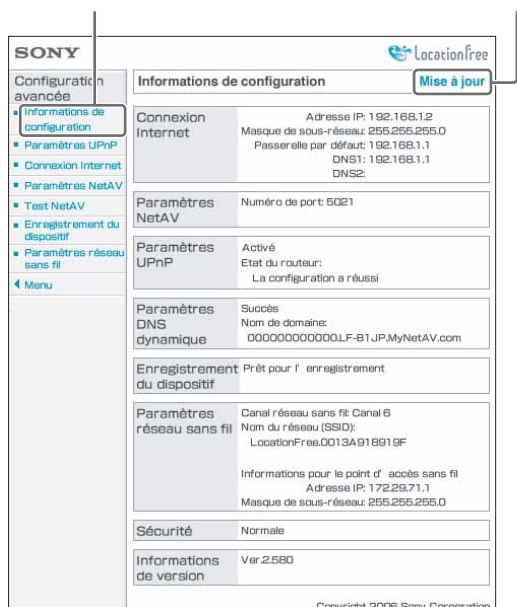 SONY
LocationFree
Configuration
avancée
Informations de
configuration
Paramètres UPnP
Connexion Internet
Paramètres NetAV
Test NetAV
Enregistrement du
dispositif
Paramètres réseau
sans fil
Menu
Informations de configuration
Mise à jour
Connexion
Internet
Adresse IP: 192.168.1.2
Masque de sous-réseau: 255.255.255.0
Passerelle par défaut: 192.168.1.1
DNS1: 192.168.1.1
DNS2:
Paramètres
NetAV
Numéro de port: 5021
Paramètres
UPnP
Activé
Etat du routeur:
La configuration a réussi
Paramètres
DNS
dynamique
Succès
Nom de domaine:
000000000000.LF-B1JP.MyNetAV.com
Enregistrement
du dispositif
Prêt pour l' enregistrement
Paramètres
réseau sans fil
Canal réseau sans fil: Canal 6
Nom du réseau (SSID):
LocationFree.0013A918919F
Informations pour le point d' accès sans fil
Adresse IP: 172.29.71.1
Masque de sous-réseau: 255.255.255.0
Sécurité
Normale
Informations
de version
Ver.2.580
Copyright 2006 Sony Corporation